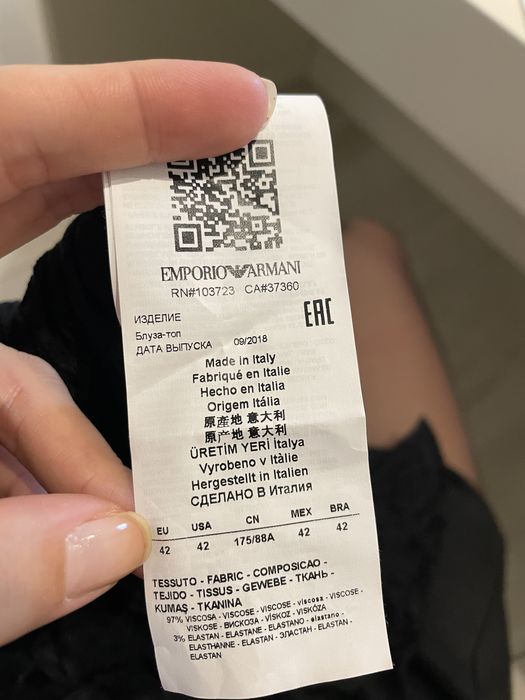 EMPORIO ARMANI
RN#103723 CA#37360
EAC
ИЗДЕЛИЕ
Блуза-топ
ДАТА ВЫПУСКА 09/2018
Made in Italy
Fabriqué en Italie
Hecho en Italia
Origem Itália
原產地 意大利
原产地 意大利
ÜRETİM YERİ İtalya
Vyrobeno v Itálie
Hergestellt in Italien
СДЕЛАНО В Италия
EU USA CN MEX BRA
42 42 175/88A 42 42
TESSUTO - FABRIC - COMPOSICAO -
TEJIDO - TISSUS - GEWEBE - ТКАНЬ -
KUMAŞ - TKANINA
97% VISCOSA - VISCOSE - VISCOSE - viscosa - VISCOSE -
VISKOSE - ВИСКОЗА - VİSKOZ - VISKÓZA
3% ELASTAN - ELASTANE - ELASTANO - elastano -
ELASTHANNE - ELASTAN - ЭЛАСТАН - ELASTAN -
ELASTAN